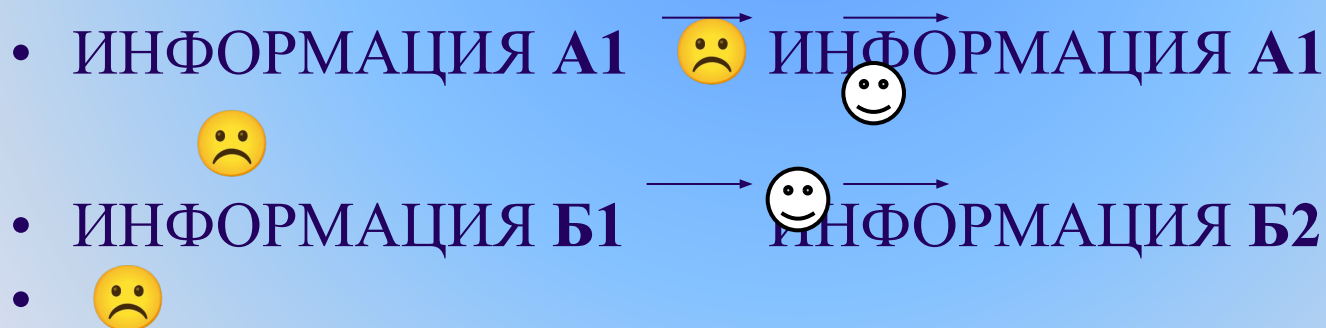 • ИНФОРМАЦИЯ А1 ИНФОРМАЦИЯ А1
• ИНФОРМАЦИЯ Б1 ИНФОРМАЦИЯ Б2
•